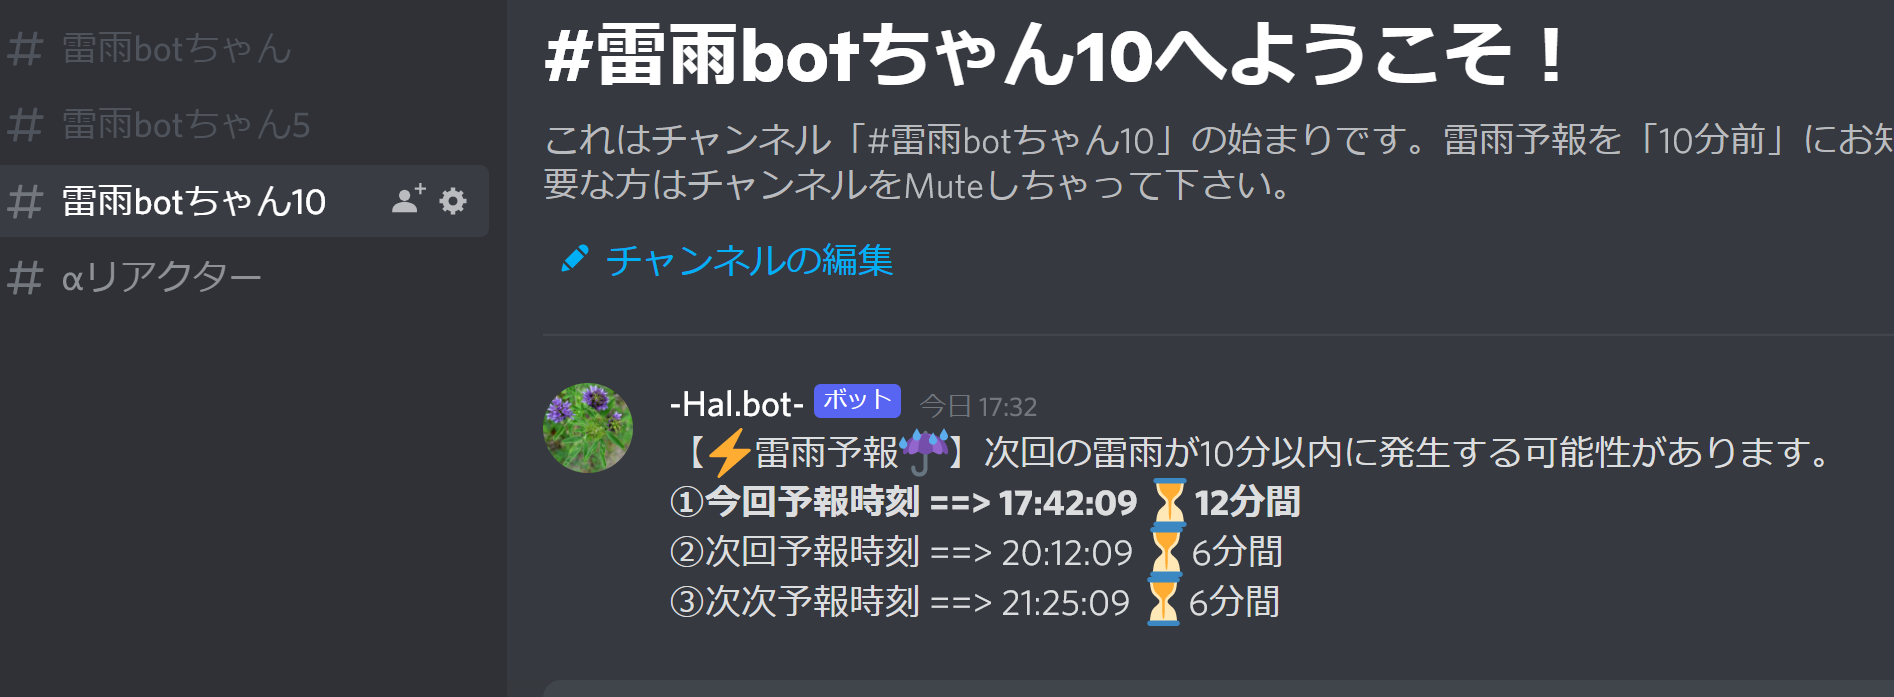 # 雷雨botちゃん
# 雷雨botちゃん5
# 雷雨botちゃん10
# αリアクター
#雷雨botちゃん10へようこそ！
これはチャンネル「#雷雨botちゃん10」の始まりです。雷雨予報を「10分前」にお知
要な方はチャンネルをMuteしちゃって下さい。
チャンネルの編集
-Hal.bot- ボット 今日 17:32
【⚡雷雨予報☔】次回の雷雨が10分以内に発生する可能性があります。
①今回予報時刻 ==> 17:42:09 ⏳12分間
②次回予報時刻 ==> 20:12:09 ⏳6分間
③次次予報時刻 ==> 21:25:09 ⏳6分間